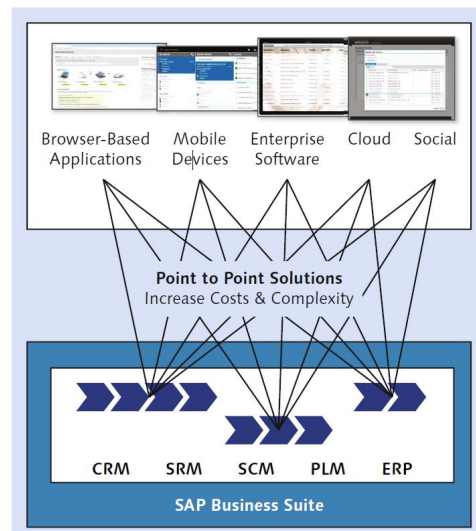 Browser-Based Applications
Mobile Devices
Enterprise Software
Cloud
Social
Point to Point Solutions
Increase Costs & Complexity
CRM SRM SCM PLM ERP
SAP Business Suite